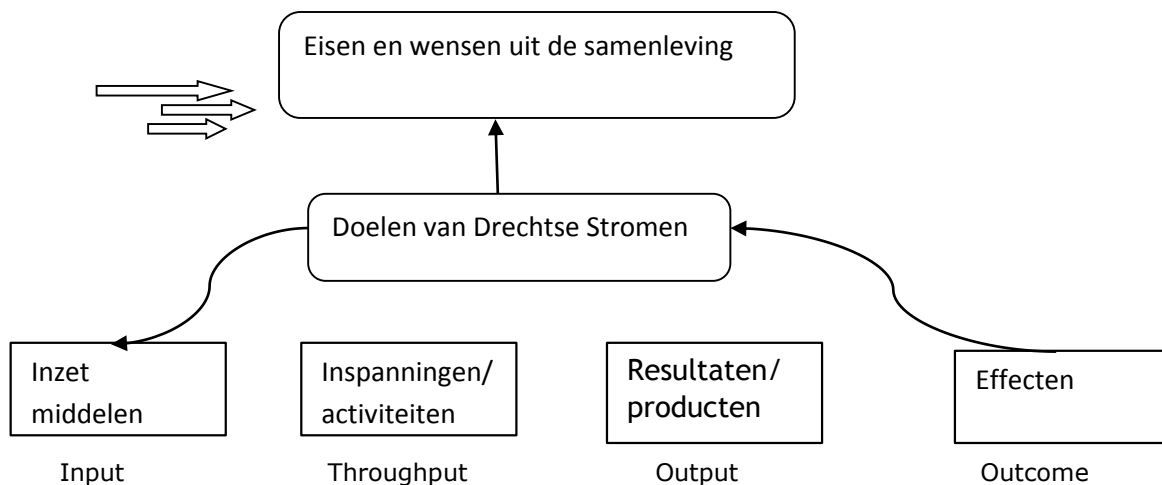 Eisen en wensen uit de samenleving
Doelen van Drechtse Stromen
Inzet
middelen
Inspanningen/
activiteiten
Resultaten/
producten
Effecten
Input
Throughput
Output
Outcome